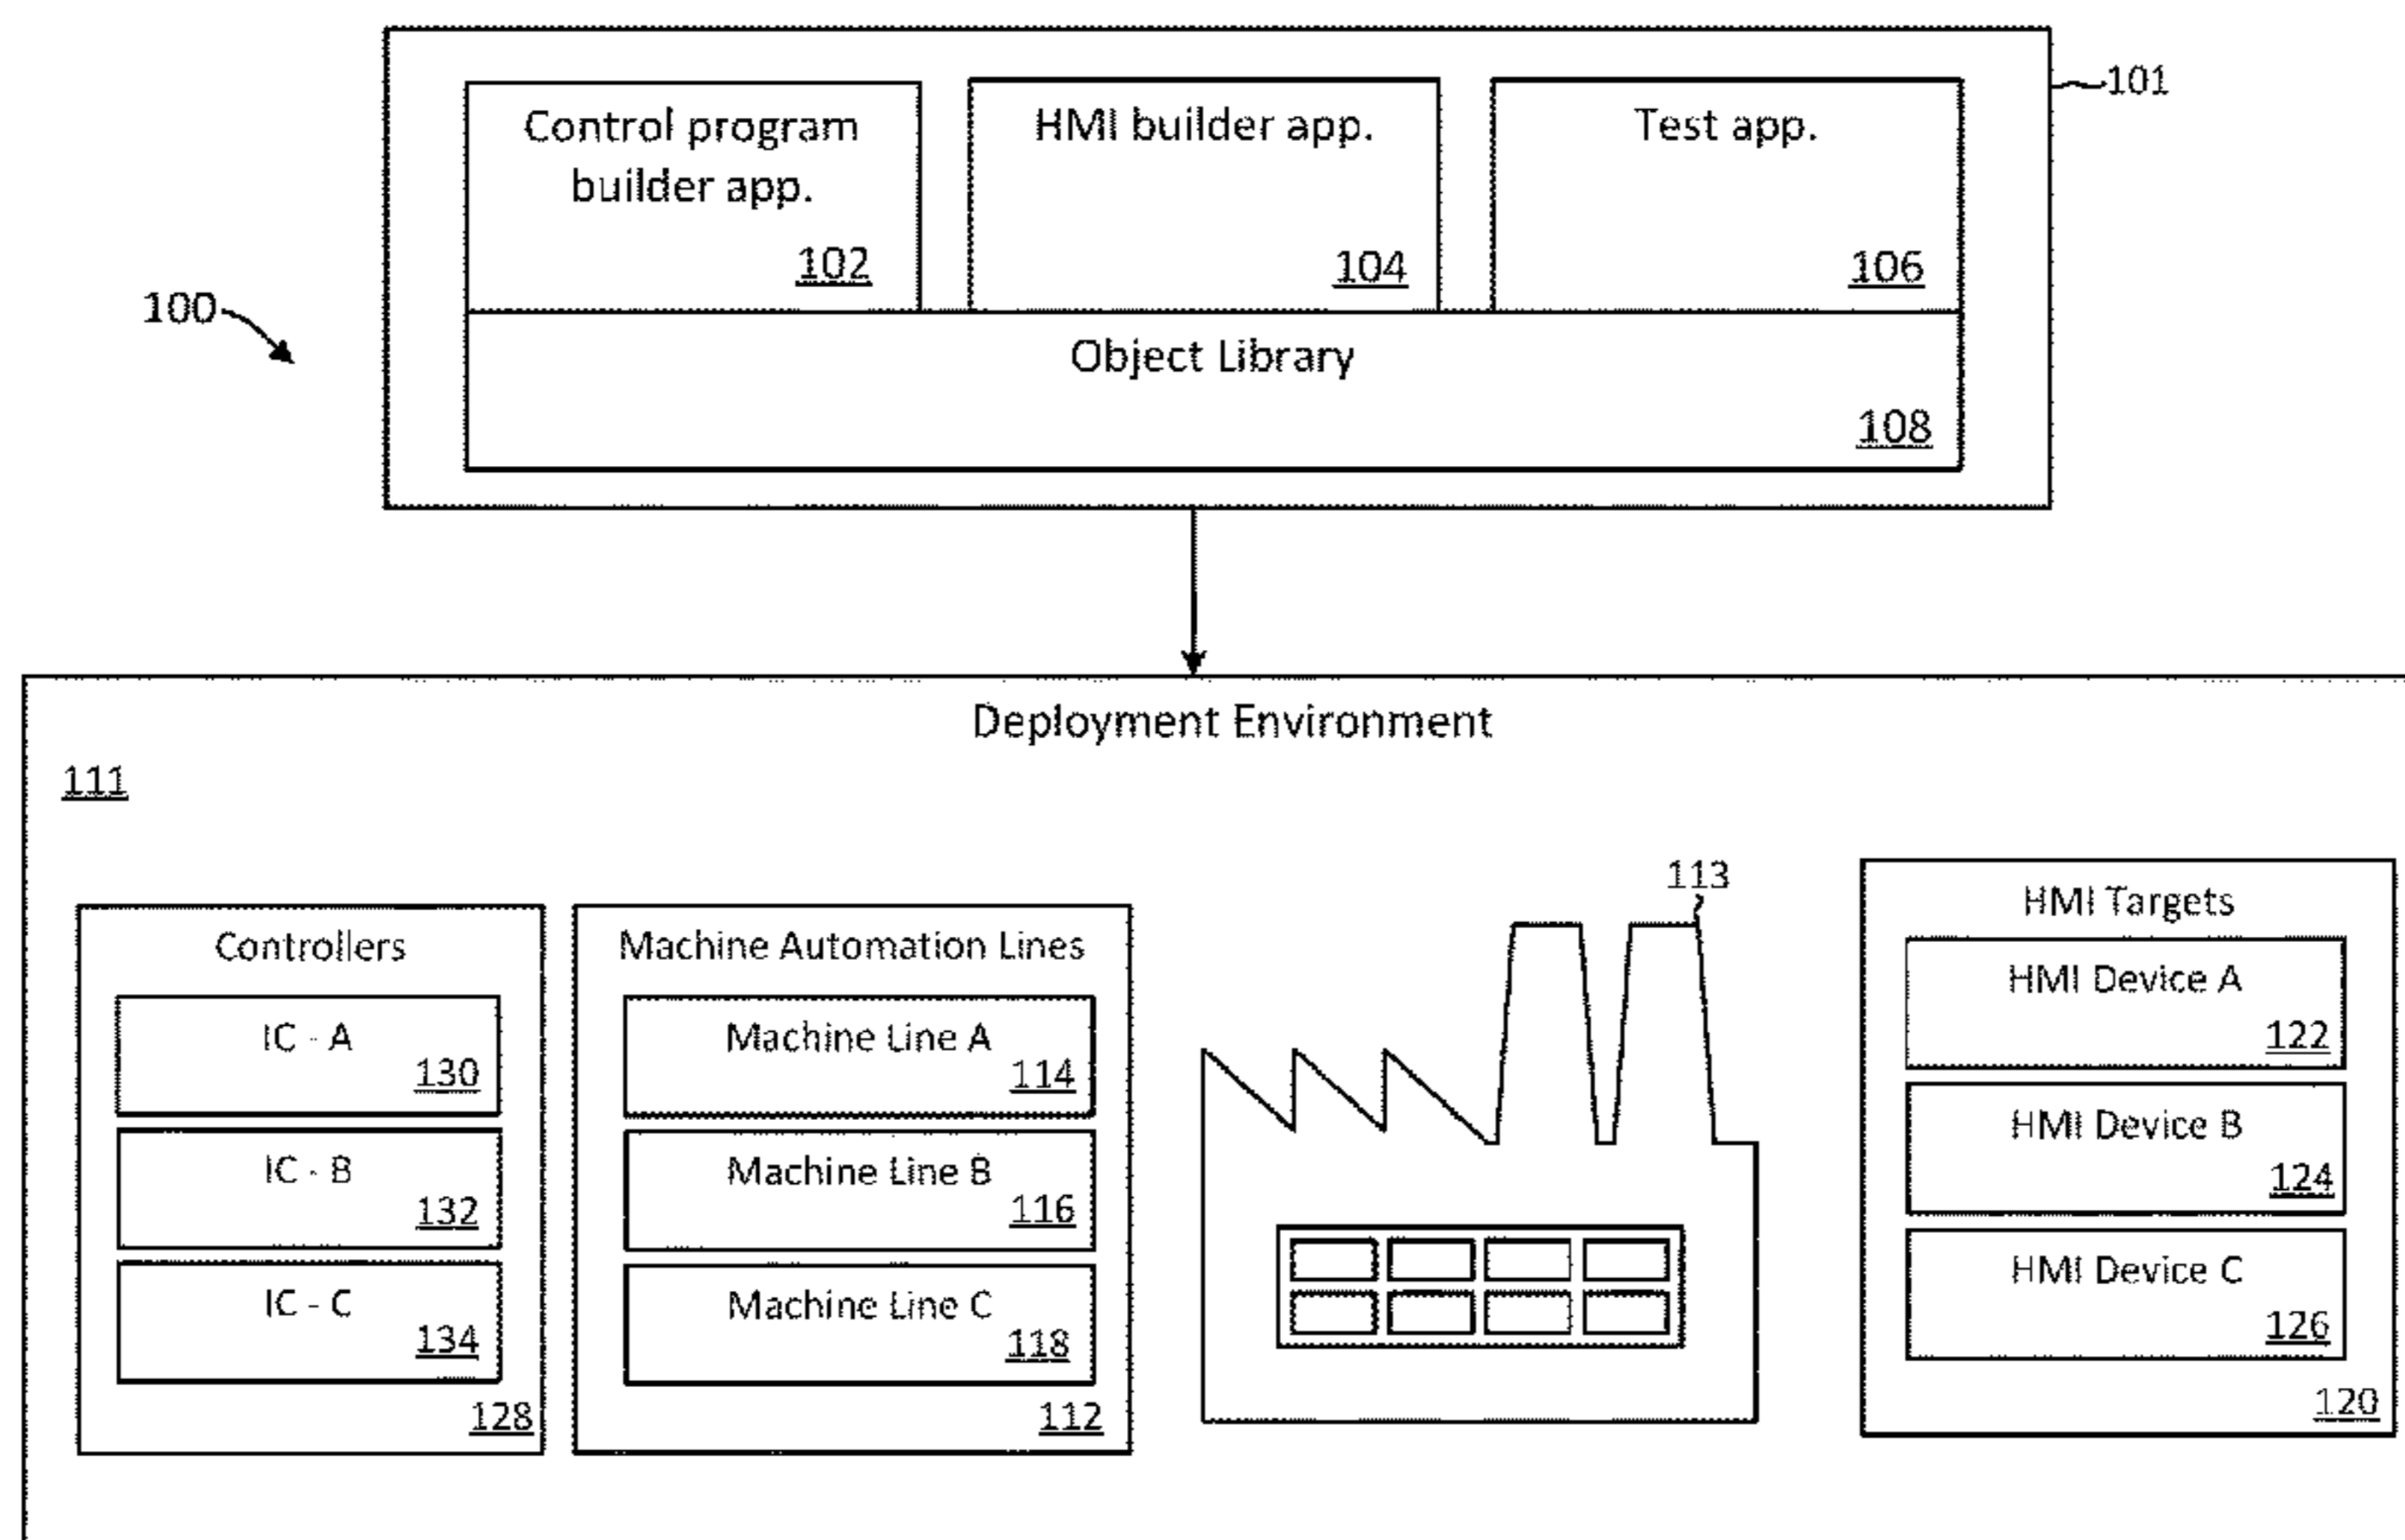 101
Control program
builder app.
102
HMI builder app.
104
Test app.
106
100
Object Library
108
Deployment Environment
111
Controllers
IC - A
130
IC - B
132
IC - C
134
128
Machine Automation Lines
Machine Line A
114
Machine Line B
116
Machine Line C
118
112
113
HMI Targets
HMI Device A
122
HMI Device B
124
HMI Device C
126
120